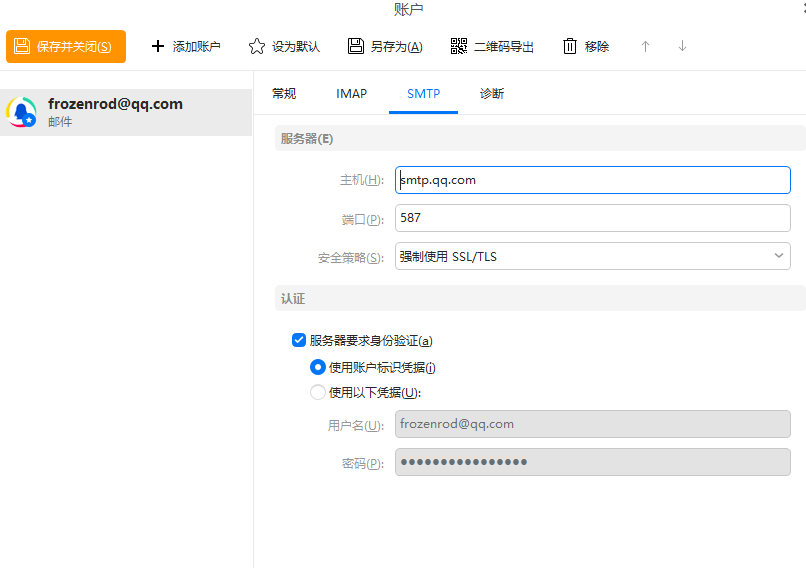 账户
保存并关闭(S) 添加账户 设为默认 另存为(A) 二维码导出 移除
frozenrod@qq.com
邮件
常规 IMAP SMTP 诊断
服务器(E)
主机(H): smtp.qq.com
端口(P): 587
安全策略(S): 强制使用 SSL/TLS
认证
服务器要求身份验证(a)
使用账户标识凭据(i)
使用以下凭据(U):
用户名(U): frozenrod@qq.com
密码(P): ●●●●●●●●●●●●●●●●